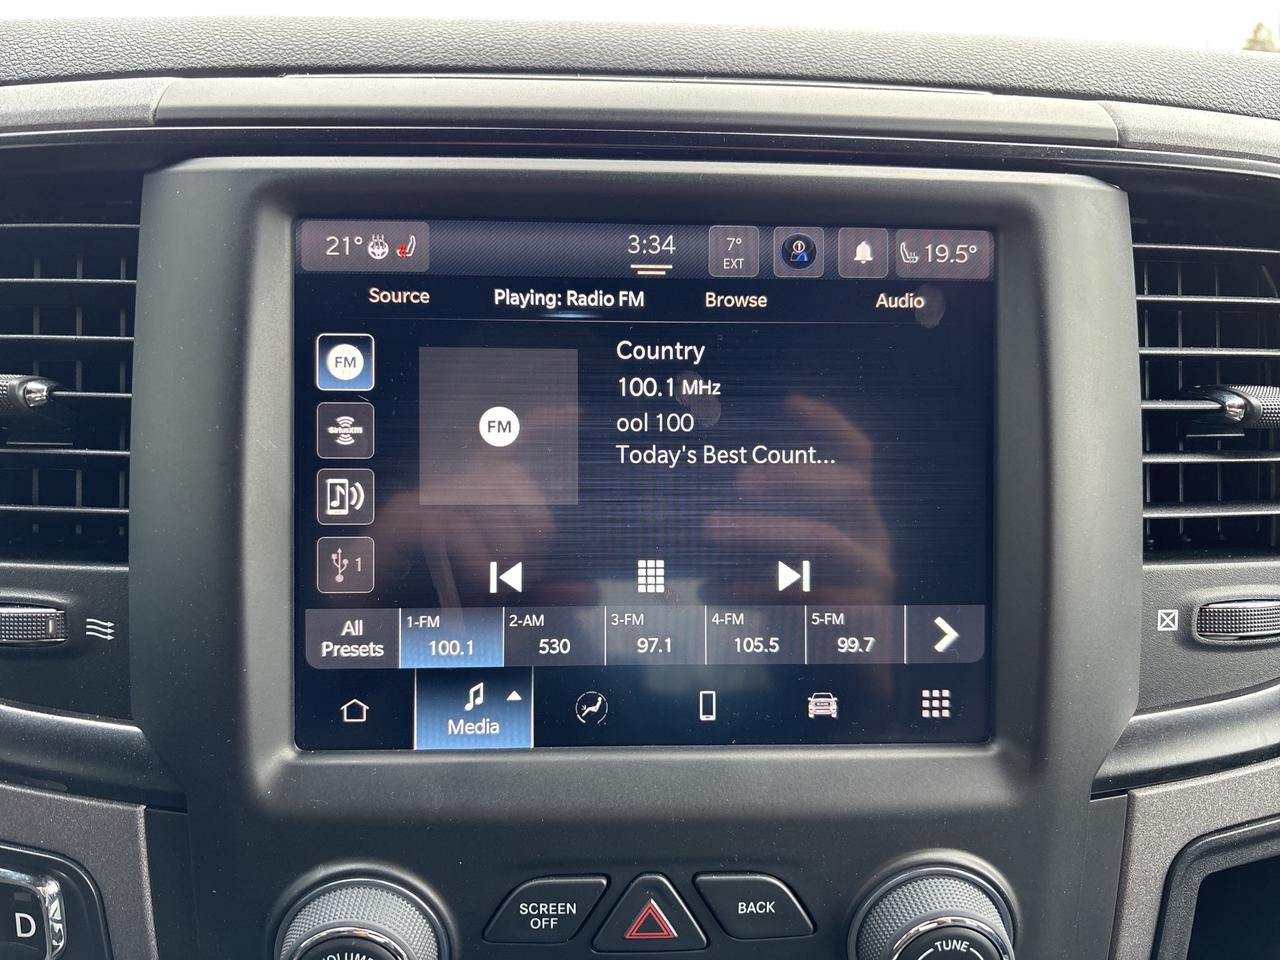 21°
3:34
7°
EXT
19.5°
Source
Playing: Radio FM
Browse
Audio
FM
SiriusXM
1
FM
Country
100.1 MHz
ool 100
Today's Best Count...
All
Presets
1-FM
100.1
2-AM
530
3-FM
97.1
4-FM
105.5
5-FM
99.7
Media
D
SCREEN
OFF
BACK
VOLUME
TUNE